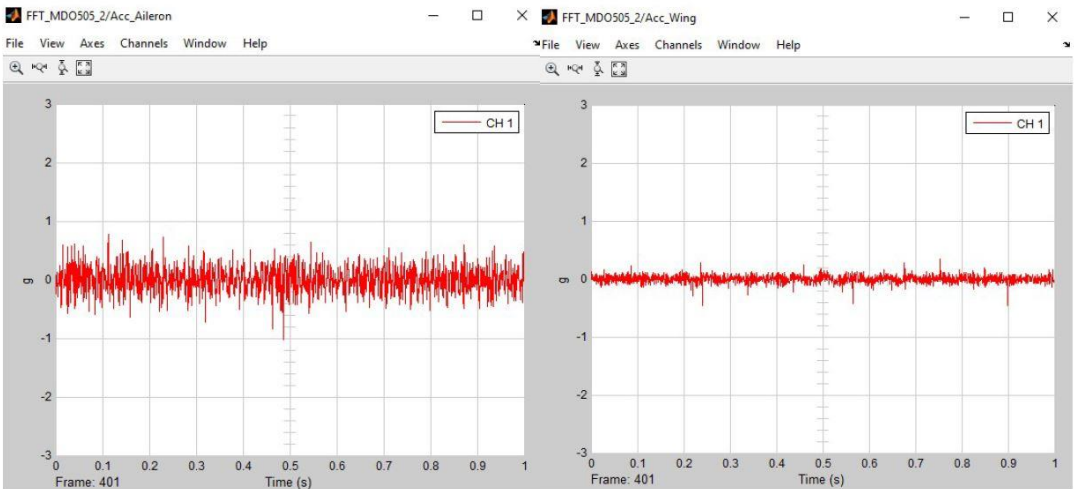 FFT_MDO505_2/Acc_Aileron
File View Axes Channels Window Help
3
2
1
0
-1
-2
-3
g
CH 1
0 0.1 0.2 0.3 0.4 0.5 0.6 0.7 0.8 0.9 1
Frame: 401 Time (s)
FFT_MDO505_2/Acc_Wing
File View Axes Channels Window Help
3
2
1
0
-1
-2
-3
g
CH 1
0 0.1 0.2 0.3 0.4 0.5 0.6 0.7 0.8 0.9 1
Frame: 401 Time (s)